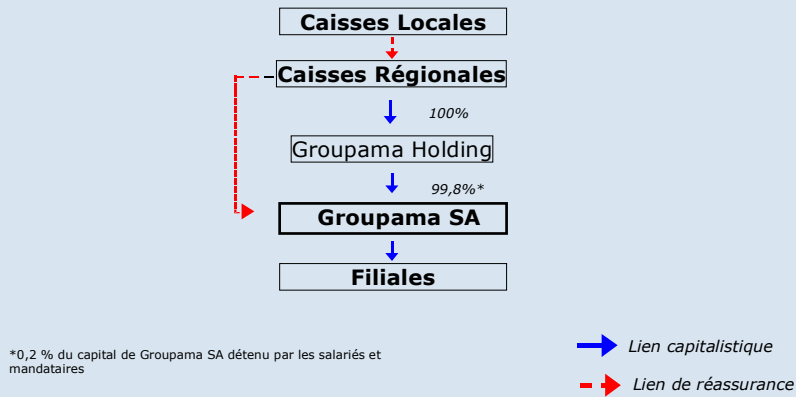 Caisses Locales
Caisses Régionales
100%
Groupama Holding
99,8%*
Groupama SA
Filiales
*0,2 % du capital de Groupama SA détenu par les salariés et
mandataires
Lien capitalistique
Lien de réassurance